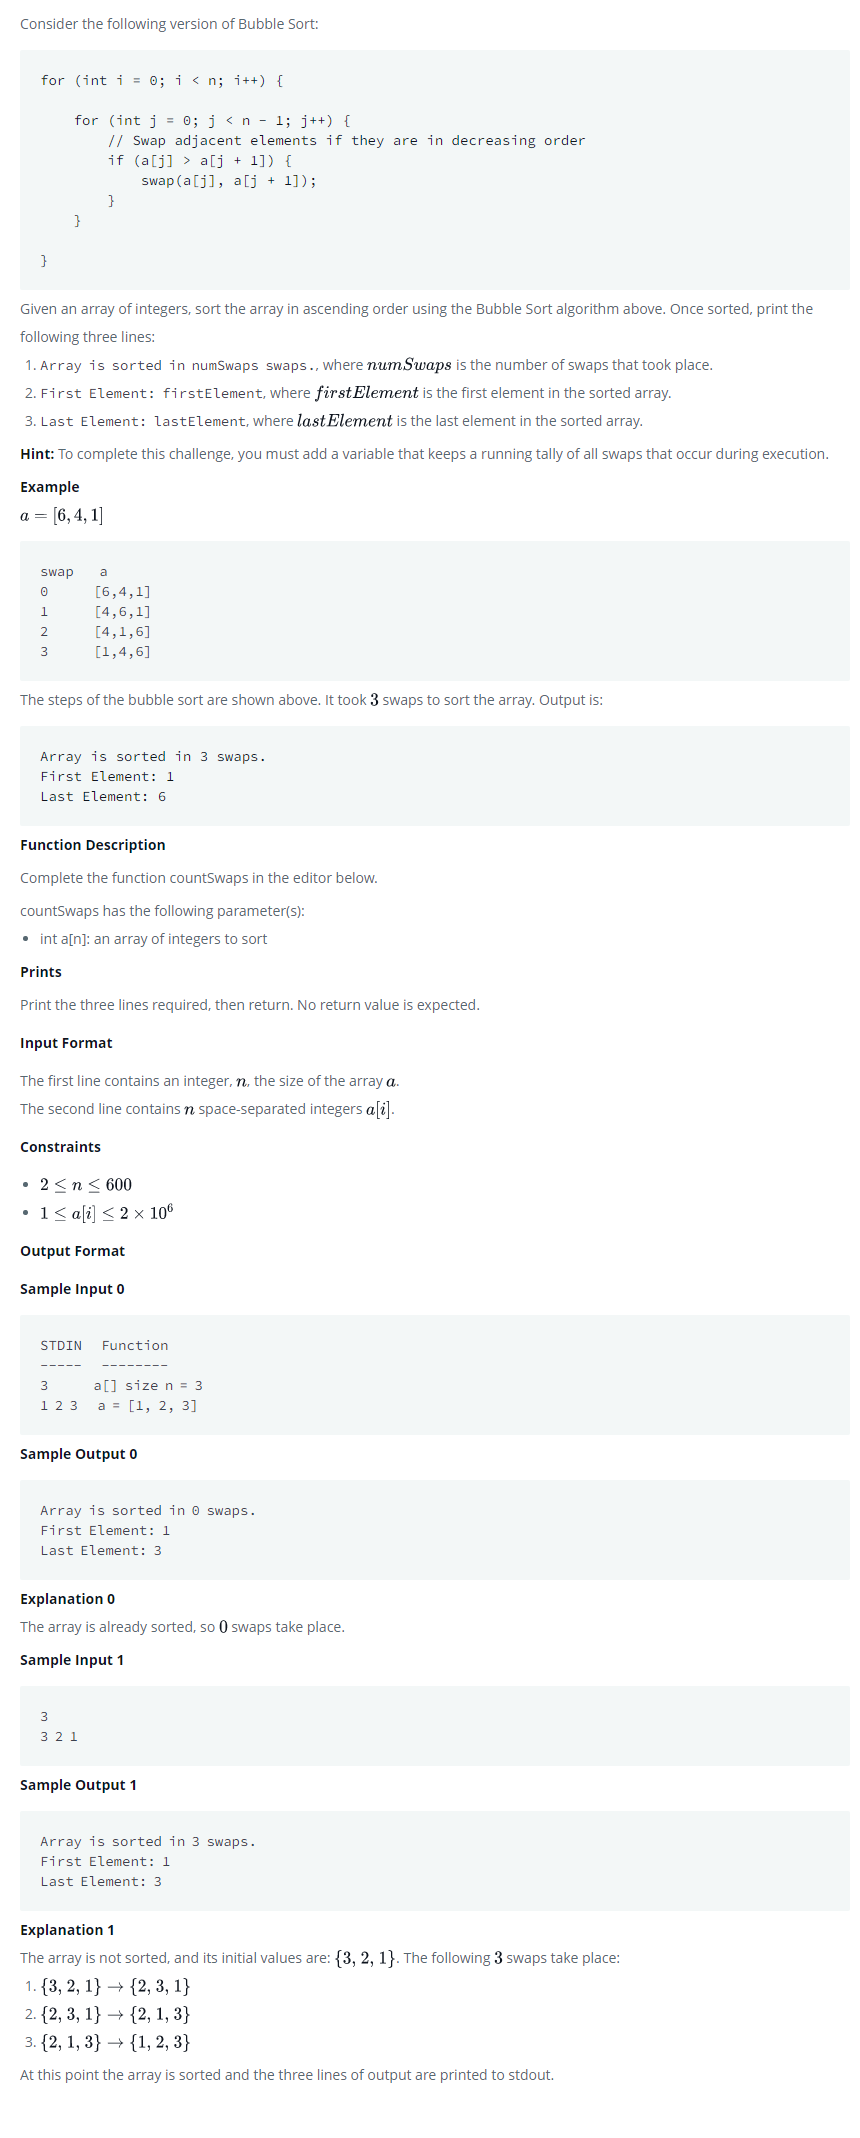 Consider the following version of Bubble Sort:
for (int i = 0; i < n; i++) {
for (int j = 0; j < n - 1; j++) {
// Swap adjacent elements if they are in decreasing order
if (a[j] > a[j + 1]) {
swap(a[j], a[j + 1]);
}
}
}
Given an array of integers, sort the array in ascending order using the Bubble Sort algorithm above. Once sorted, print the
following three lines:
1. Array is sorted in numSwaps swaps., where numSwaps is the number of swaps that took place.
2. First Element: firstElement, where firstElement is the first element in the sorted array.
3. Last Element: lastElement, where lastElement is the last element in the sorted array.
Hint: To complete this challenge, you must add a variable that keeps a running tally of all swaps that occur during execution.
Example
a = [6, 4, 1]
swap a
0 [6,4,1]
1 [4,6,1]
2 [4,1,6]
3 [1,4,6]
The steps of the bubble sort are shown above. It took 3 swaps to sort the array. Output is:
Array is sorted in 3 swaps.
First Element: 1
Last Element: 6
Function Description
Complete the function countSwaps in the editor below.
countSwaps has the following parameter(s):
• int a[n]: an array of integers to sort
Prints
Print the three lines required, then return. No return value is expected.
Input Format
The first line contains an integer, n, the size of the array a.
The second line contains n space-separated integers a[i].
Constraints
• 2 ≤ n ≤ 600
• 1 ≤ a[i] ≤ 2 × 10⁶
Output Format
Sample Input 0
STDIN Function
----- --------
3 a[] size n = 3
1 2 3 a = [1, 2, 3]
Sample Output 0
Array is sorted in 0 swaps.
First Element: 1
Last Element: 3
Explanation 0
The array is already sorted, so 0 swaps take place.
Sample Input 1
3
3 2 1
Sample Output 1
Array is sorted in 3 swaps.
First Element: 1
Last Element: 3
Explanation 1
The array is not sorted, and its initial values are: {3, 2, 1}. The following 3 swaps take place:
1. {3, 2, 1} → {2, 3, 1}
2. {2, 3, 1} → {2, 1, 3}
3. {2, 1, 3} → {1, 2, 3}
At this point the array is sorted and the three lines of output are printed to stdout.